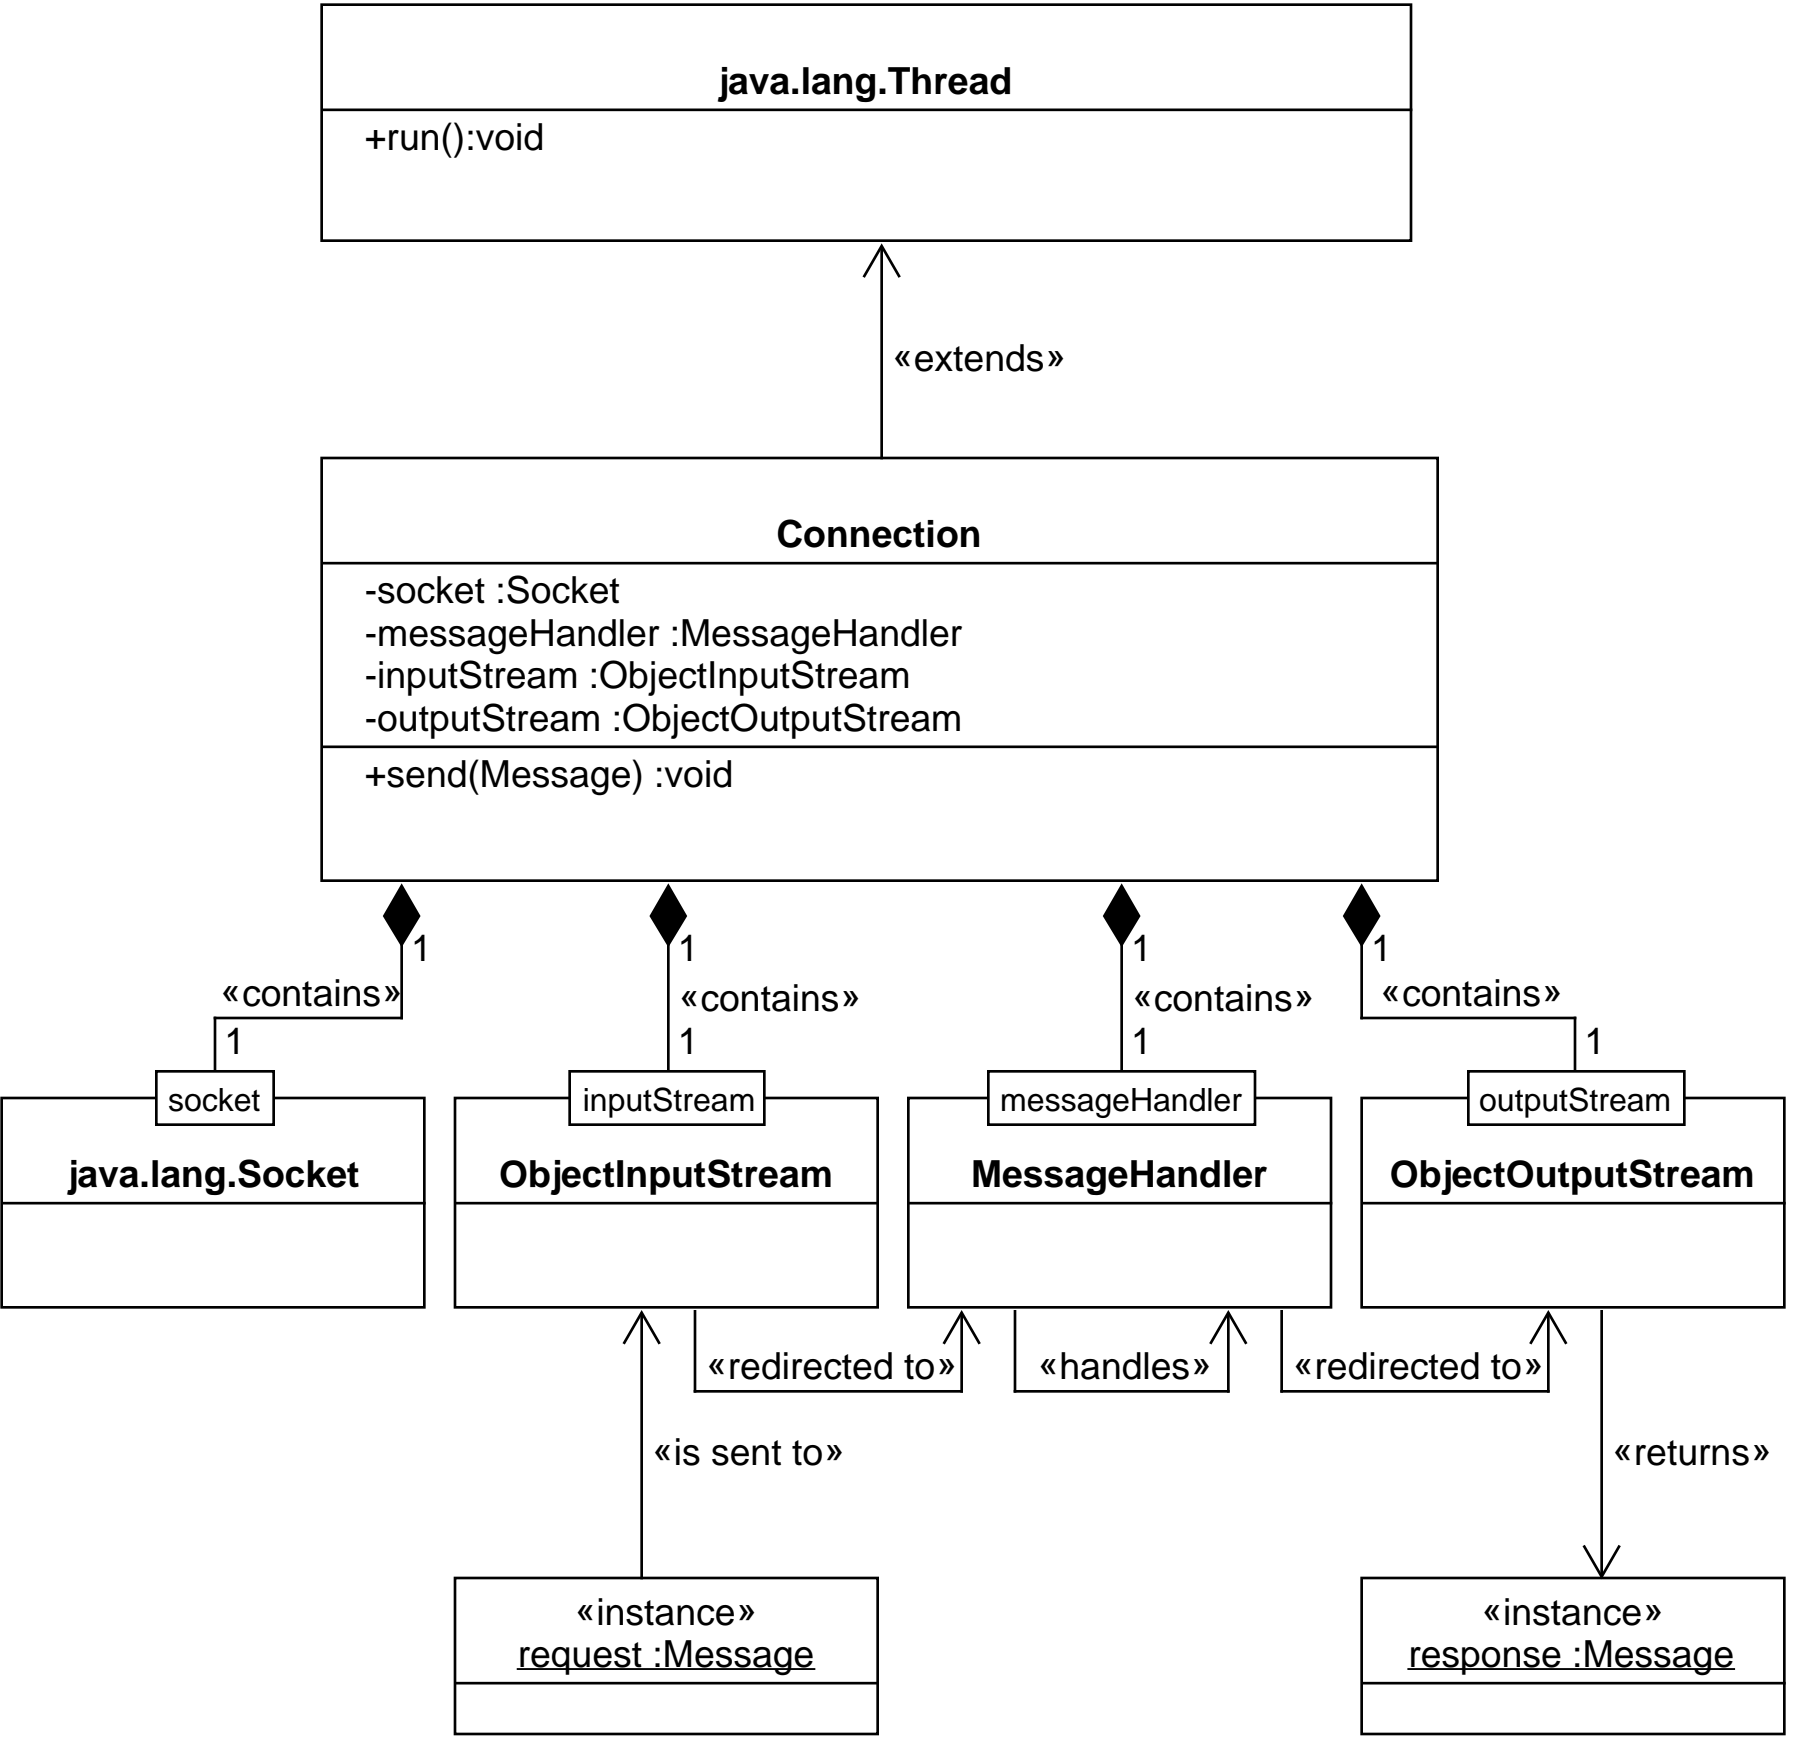 java.lang.Thread
+run():void
«extends»
Connection
-socket :Socket
-messageHandler :MessageHandler
-inputStream :ObjectInputStream
-outputStream :ObjectOutputStream
+send(Message) :void
1 1 1 1
«contains» «contains» «contains» «contains»
1 1 1 1
socket inputStream messageHandler outputStream
java.lang.Socket ObjectInputStream MessageHandler ObjectOutputStream
«redirected to» «handles» «redirected to»
«is sent to» «returns»
«instance» «instance»
request :Message response :Message